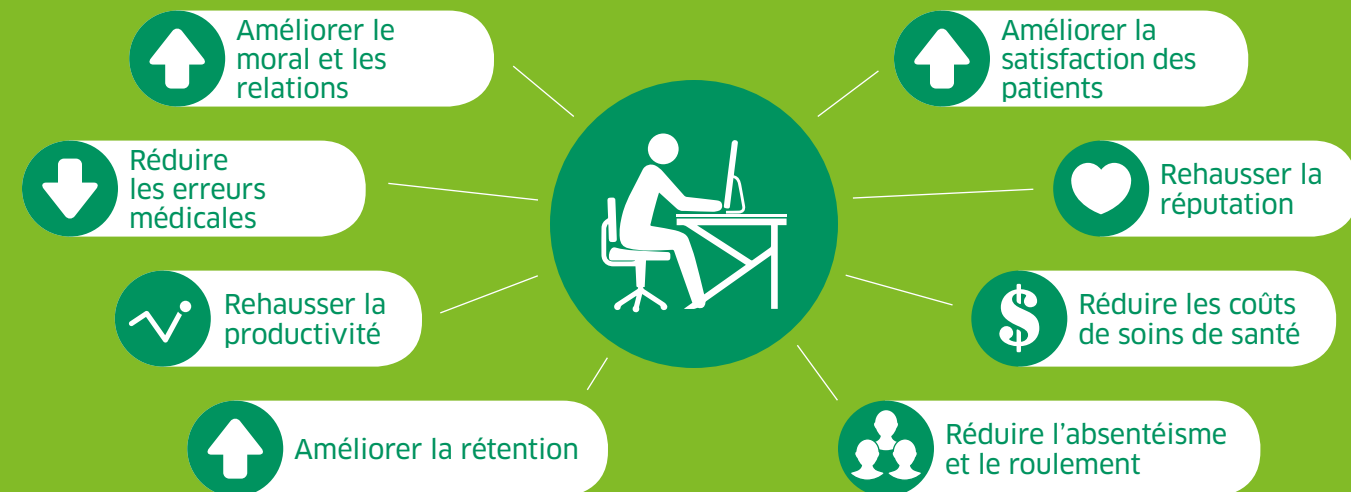 Améliorer le
moral et les
relations
Réduire
les erreurs
médicales
Rehausser la
productivité
Améliorer la rétention
Améliorer la
satisfaction des
patients
Rehausser la
réputation
$
Réduire les coûts
de soins de santé
Réduire l’absentéisme
et le roulement